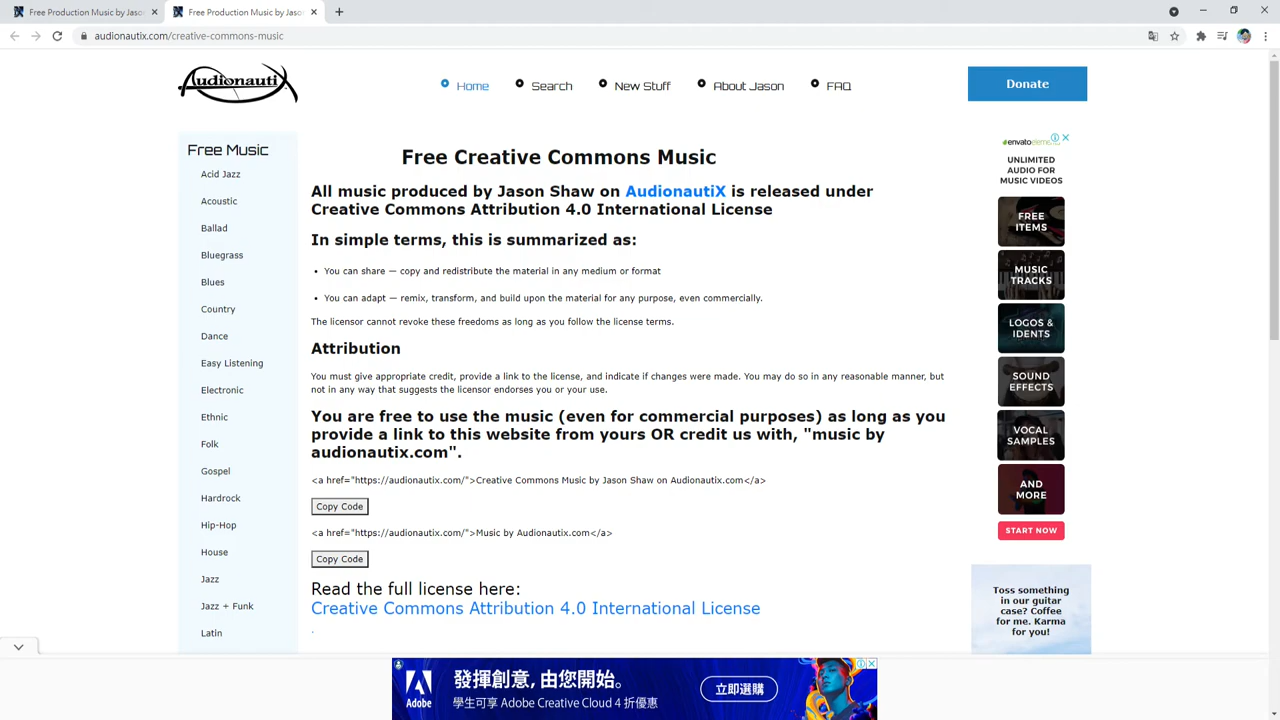 Free Production Music by Jaso
Free Production Music by Jaso
audionautix.com/creative-commons-music
AudionautiX
Home
Search
New Stuff
About Jason
FAQ
Donate
Free Music
Acid Jazz
Acoustic
Ballad
Bluegrass
Blues
Country
Dance
Easy Listening
Electronic
Ethnic
Folk
Gospel
Hardrock
Hip-Hop
House
Jazz
Jazz + Funk
Latin
Free Creative Commons Music
All music produced by Jason Shaw on AudionautiX is released under
Creative Commons Attribution 4.0 International License
In simple terms, this is summarized as:
• You can share — copy and redistribute the material in any medium or format
• You can adapt — remix, transform, and build upon the material for any purpose, even commercially.
The licensor cannot revoke these freedoms as long as you follow the license terms.
Attribution
You must give appropriate credit, provide a link to the license, and indicate if changes were made. You may do so in any reasonable manner, but
not in any way that suggests the licensor endorses you or your use.
You are free to use the music (even for commercial purposes) as long as you
provide a link to this website from yours OR credit us with, "music by
audionautix.com".
<a href="https://audionautix.com/">Creative Commons Music by Jason Shaw on Audionautix.com</a>
Copy Code
<a href="https://audionautix.com/">Music by Audionautix.com</a>
Copy Code
Read the full license here:
Creative Commons Attribution 4.0 International License
.
UNLIMITED
AUDIO FOR
MUSIC VIDEOS
FREE
ITEMS
MUSIC
TRACKS
LOGOS &
IDENTS
SOUND
EFFECTS
VOCAL
SAMPLES
AND
MORE
START NOW
Toss something
in our guitar
case? Coffee
for me. Karma
for you!
Adobe
發揮創意, 由您開始。
學生可享 Adobe Creative Cloud 4 折優惠
立即選購